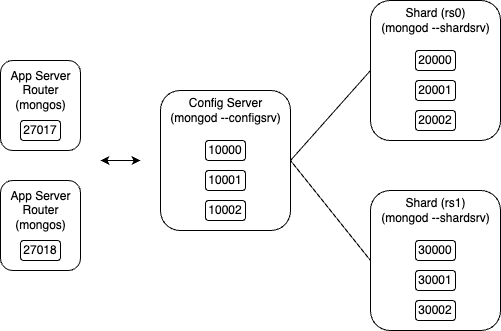 App Server
Router
(mongos)
27017
App Server
Router
(mongos)
27018
Config Server
(mongod --configsrv)
10000
10001
10002
Shard (rs0)
(mongod --shardsrv)
20000
20001
20002
Shard (rs1)
(mongod --shardsrv)
30000
30001
30002